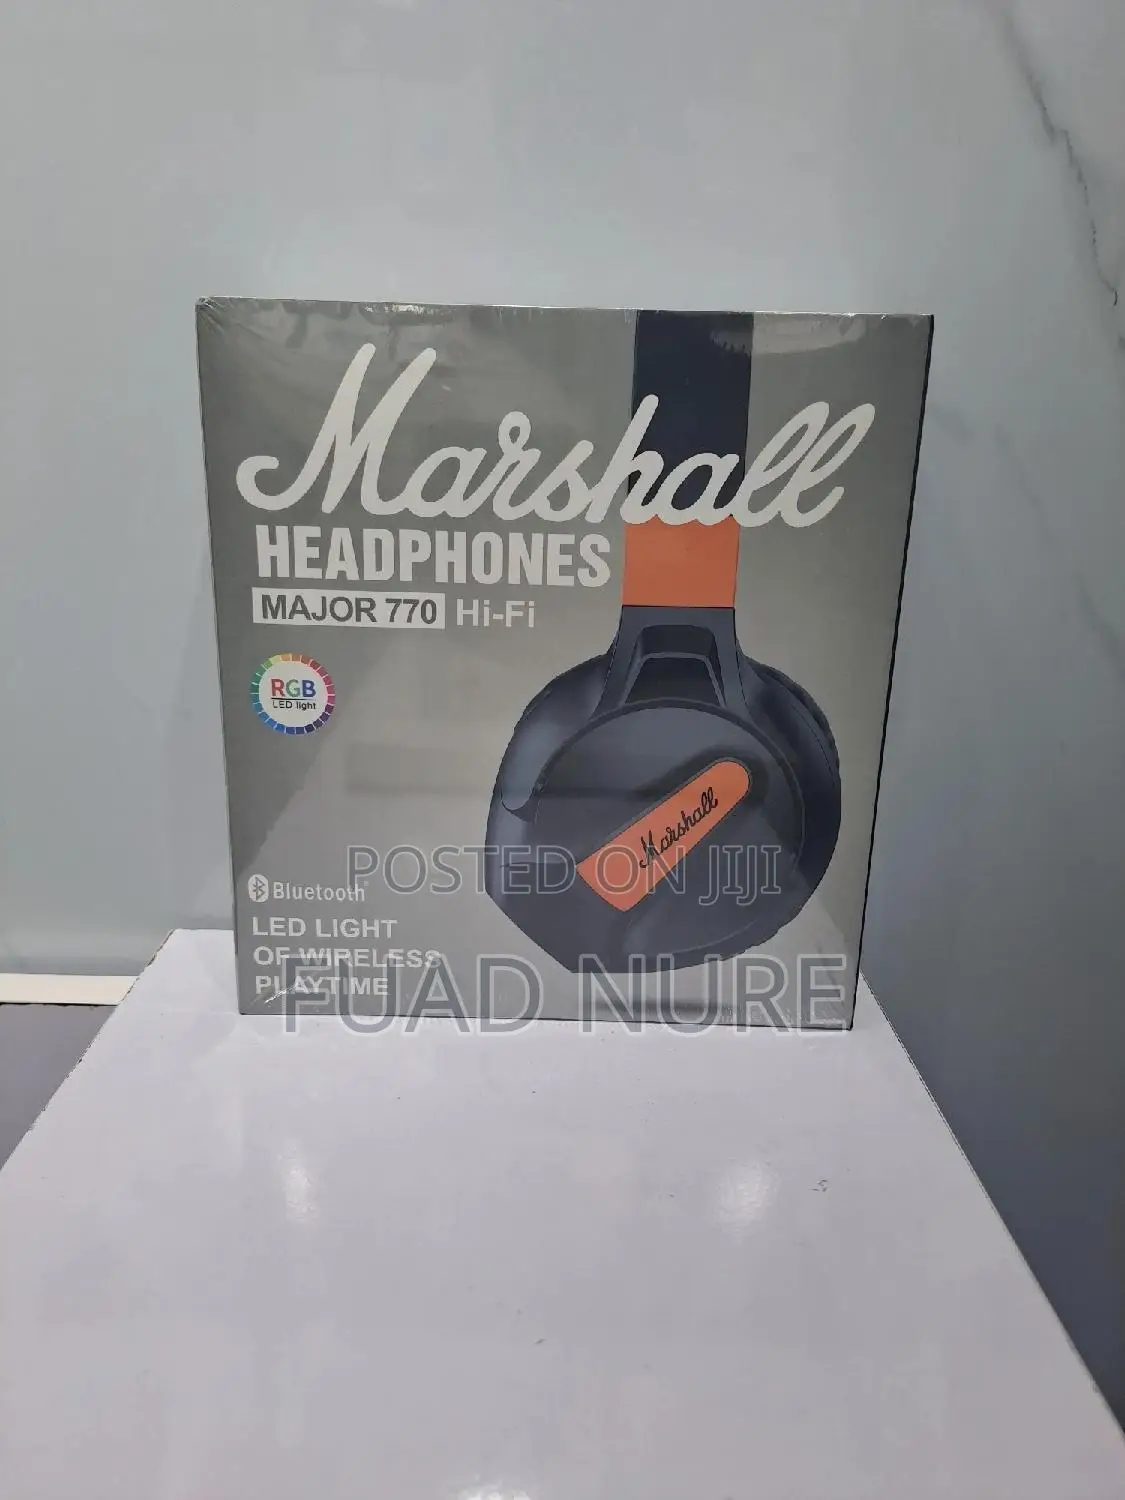 Marshall
HEADPHONES
MAJOR 770 Hi-Fi
RGB
LED light
Marshall
POSTED ON JIJI
Bluetooth
LED LIGHT
OF WIRELESS
PLAYTIME
FUAD NURE